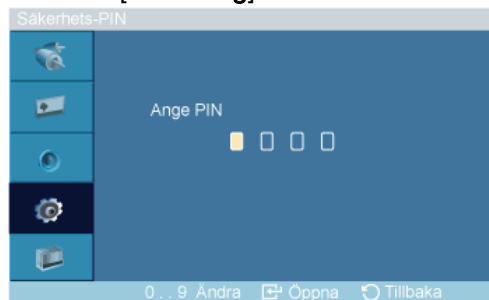 Säkerhets-PIN
Ange PIN
0 . . 9 Ändra Öppna Tillbaka